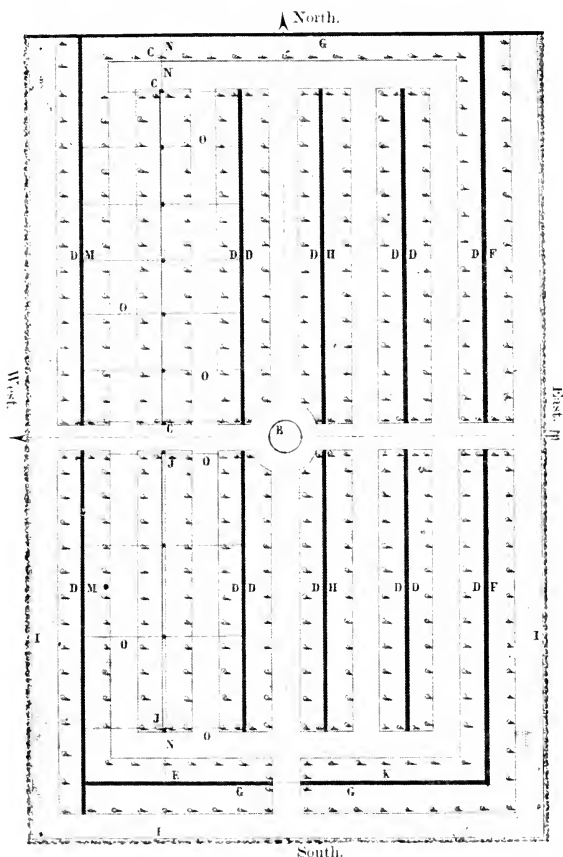 North.
C N G
N
C
O
D M D D H D D D F
O
O
West.
East.
C B
J O
D M D D H D D D F
I I
O
J
N O
E K
G G
I
South.